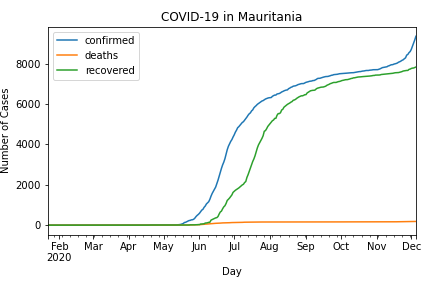 COVID-19 in Mauritania
confirmed
deaths
recovered
Number of Cases
8000
6000
4000
2000
0
Feb Mar Apr May Jun Jul Aug Sep Oct Nov Dec
2020
Day